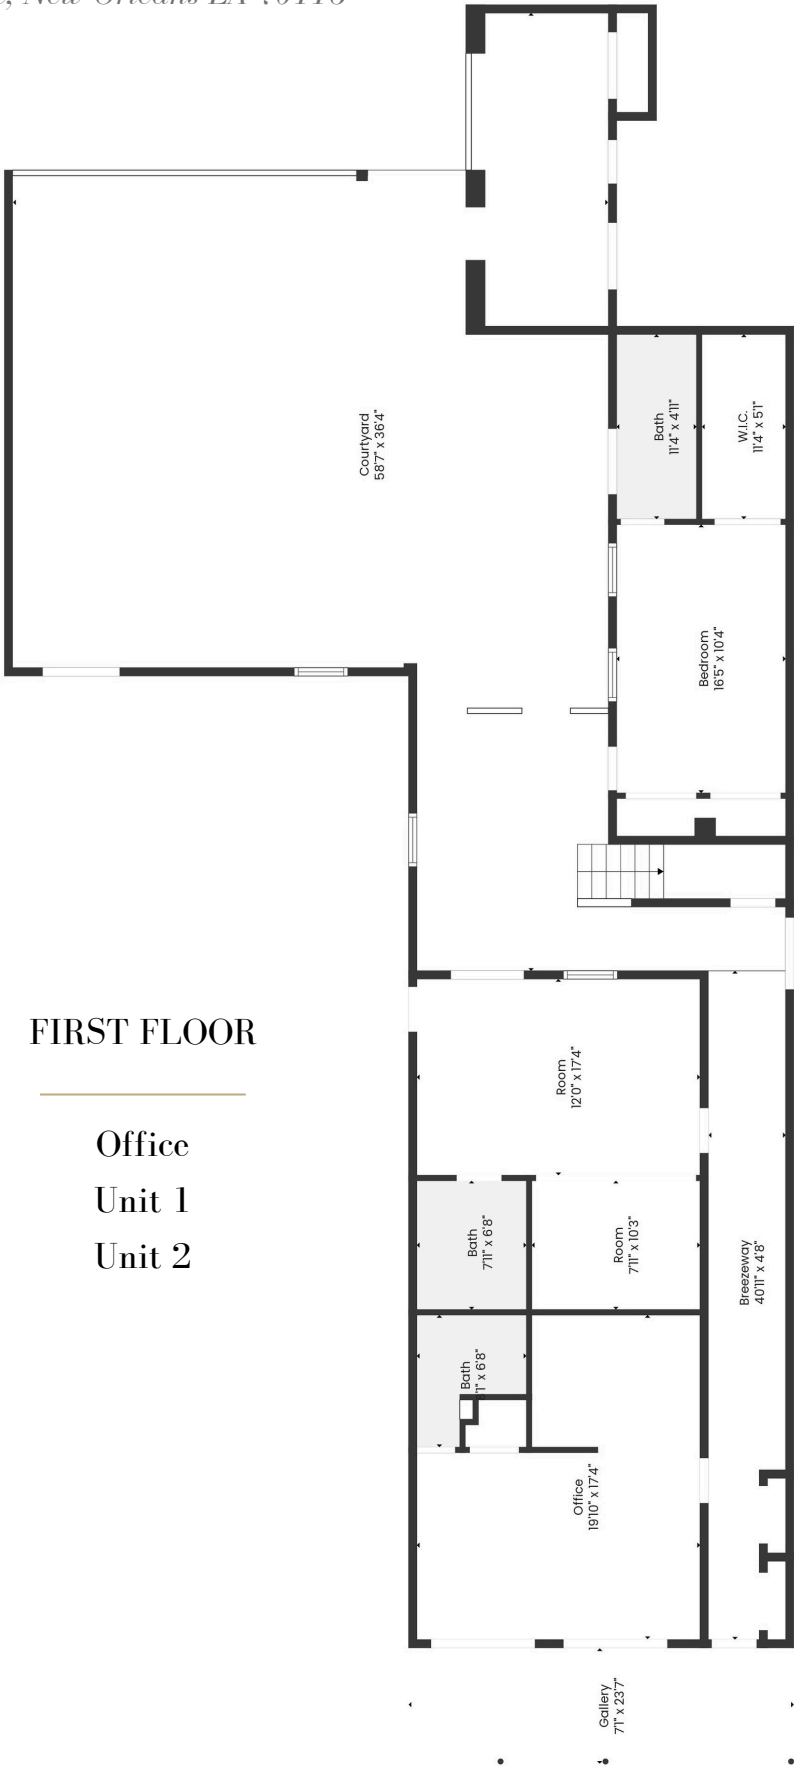 New Orleans LA
Courtyard
58'7" x 36'4"
Bath
11'4" x 4'11"
W.I.C.
11'4" x 5'1"
Bedroom
16'5" x 10'4"
FIRST FLOOR
Office
Unit 1
Unit 2
Room
12'0" x 17'4"
Bath
7'11" x 6'8"
Room
7'11" x 10'3"
Breezeway
40'11" x 4'8"
Bath
x 6'8"
Office
19'10" x 17'4"
Gallery
7'1" x 23'7"